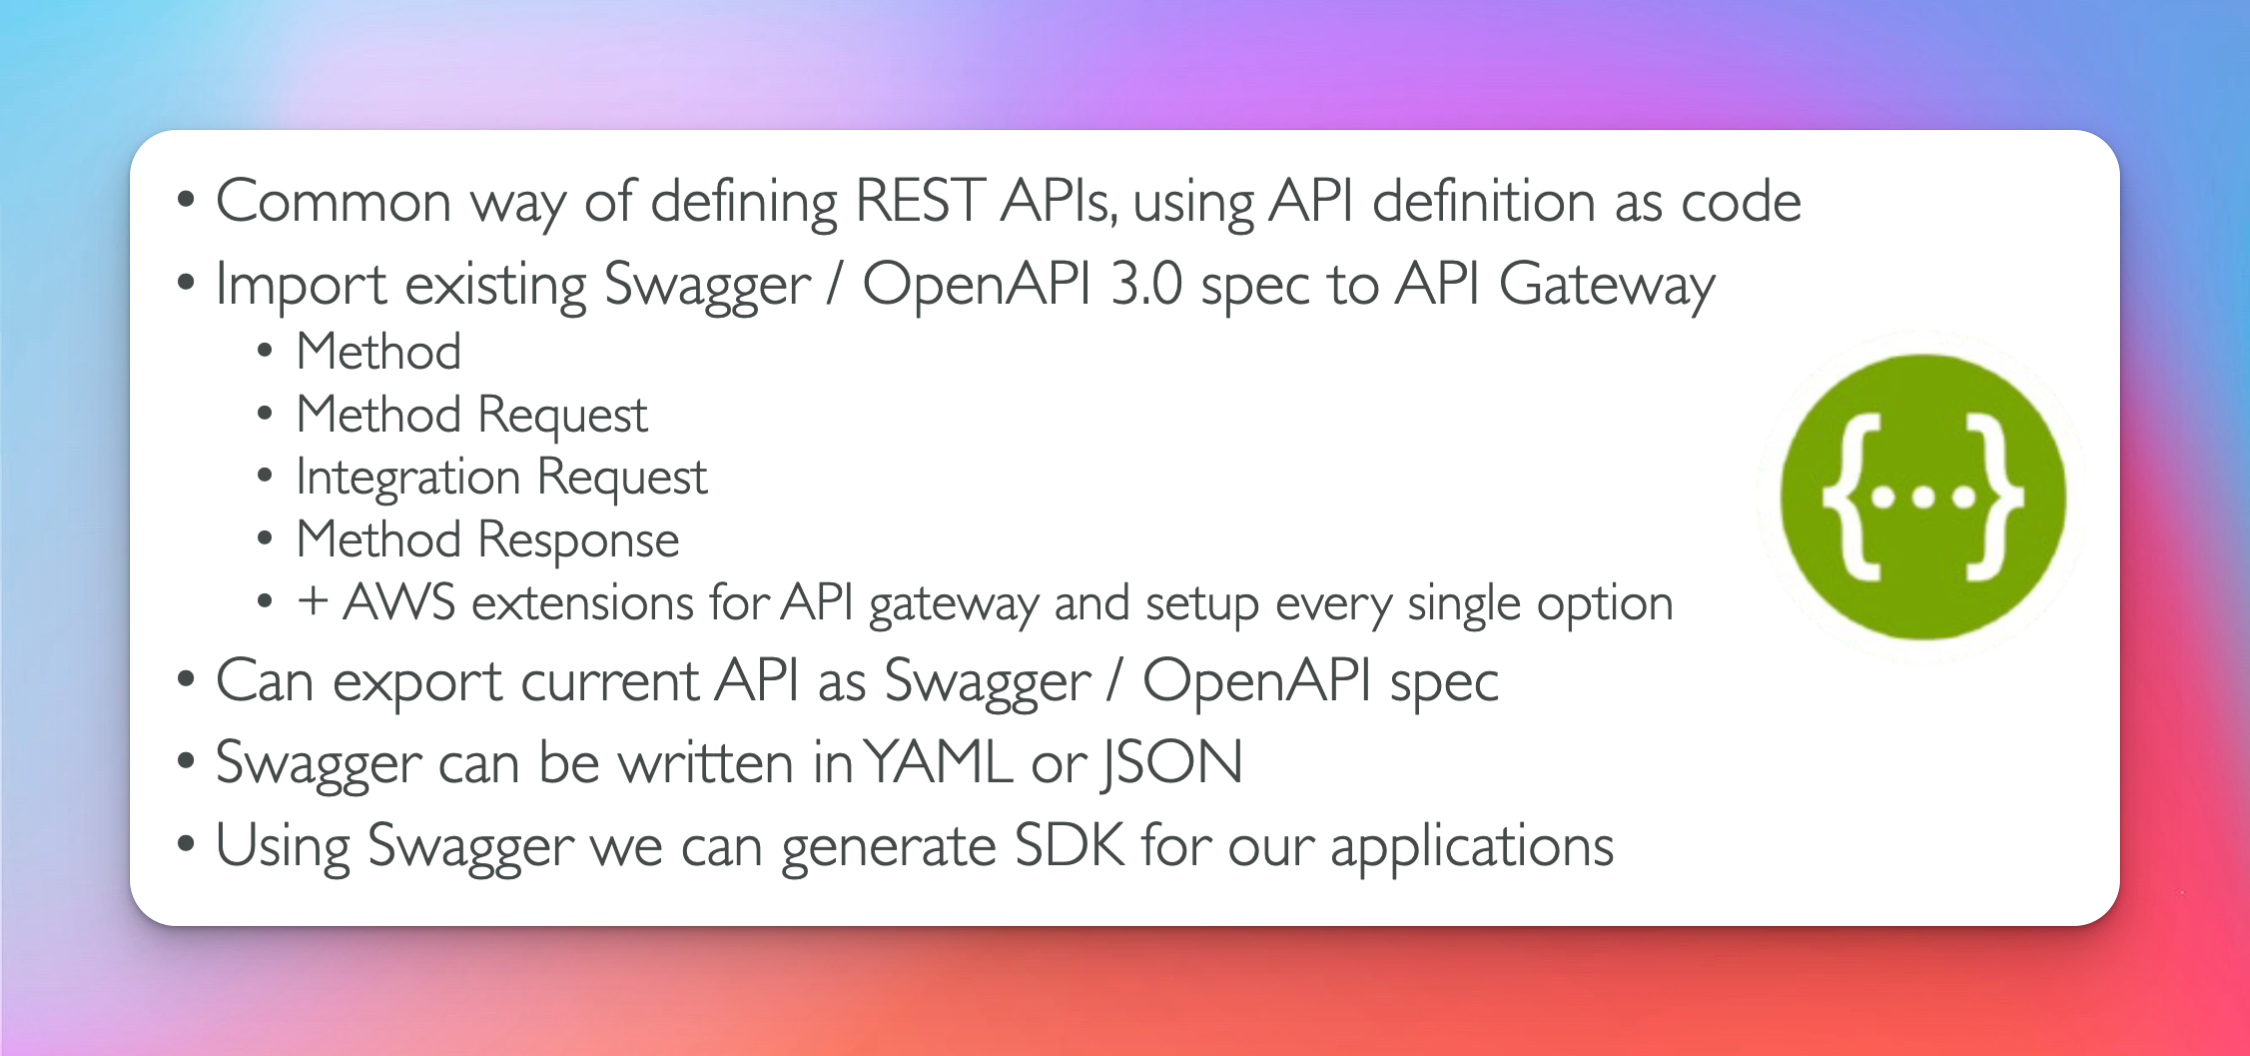 • Common way of defining REST APIs, using API definition as code
• Import existing Swagger / OpenAPI 3.0 spec to API Gateway
• Method
• Method Request
• Integration Request
• Method Response
• + AWS extensions for API gateway and setup every single option
• Can export current API as Swagger / OpenAPI spec
• Swagger can be written in YAML or JSON
• Using Swagger we can generate SDK for our applications
{...}